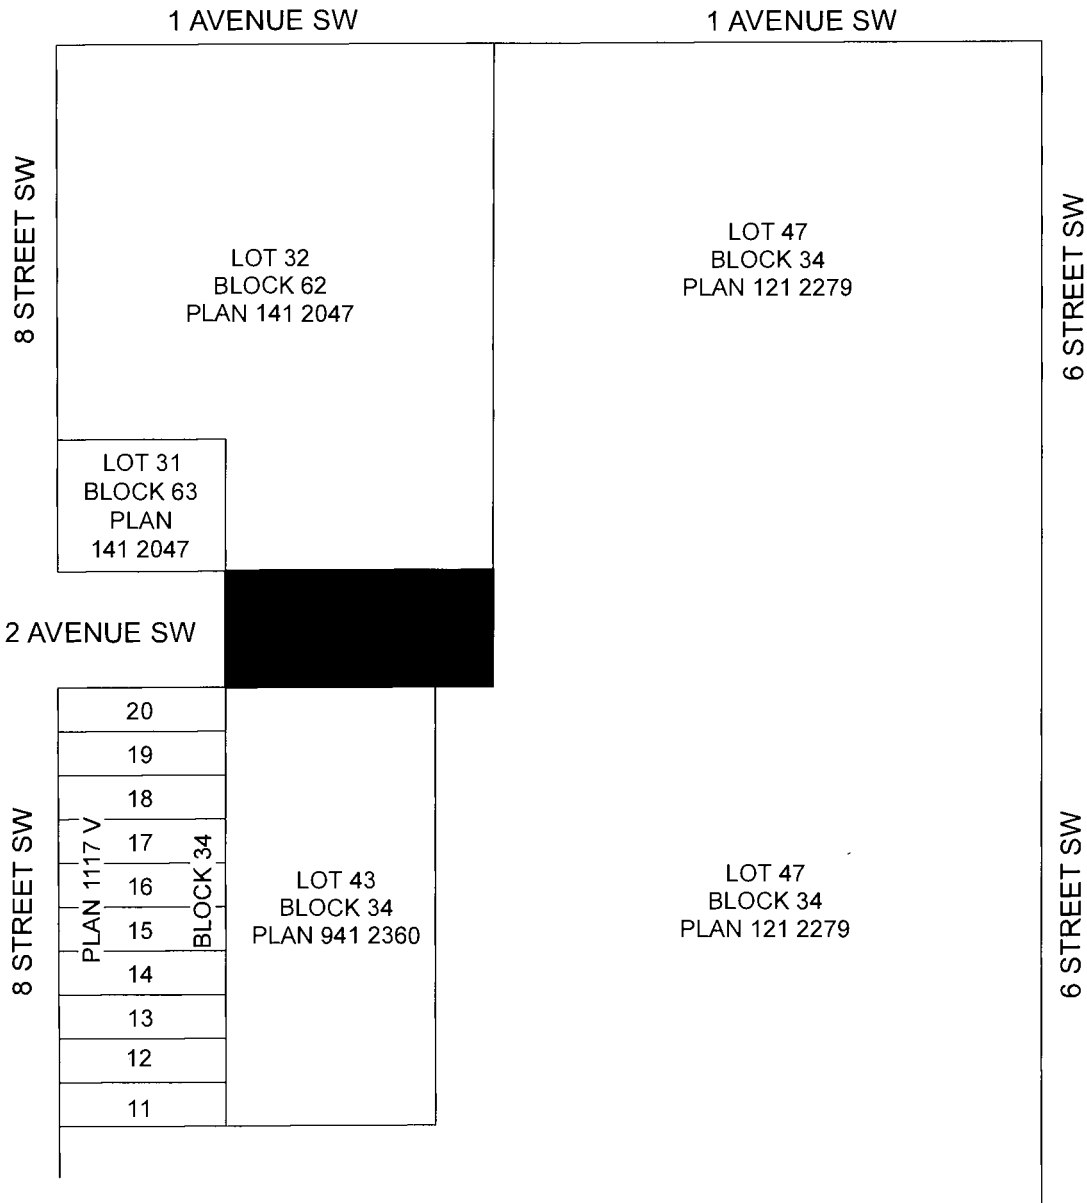 1 AVENUE SW
1 AVENUE SW
8 STREET SW
6 STREET SW
LOT 32
BLOCK 62
PLAN 141 2047
LOT 47
BLOCK 34
PLAN 121 2279
LOT 31
BLOCK 63
PLAN
141 2047
2 AVENUE SW
20
19
18
17
16
15
14
13
12
11
PLAN 1117 V
BLOCK 34
8 STREET SW
LOT 43
BLOCK 34
PLAN 941 2360
LOT 47
BLOCK 34
PLAN 121 2279
6 STREET SW